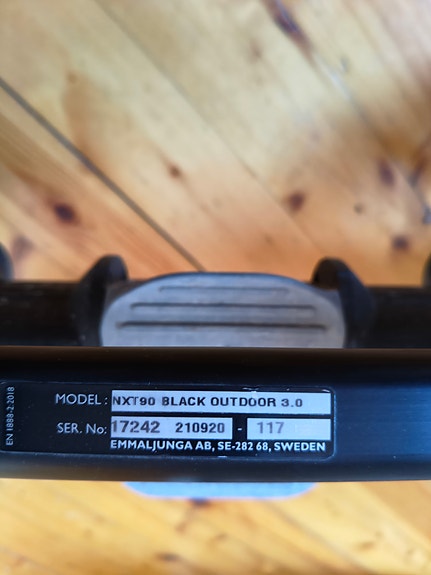 MODEL : NXT90 BLACK OUTDOOR 3.0
SER. No: 17242 210920 - 117
EMMALJUNGA AB, SE-282 68, SWEDEN
EN 1888-2:2018